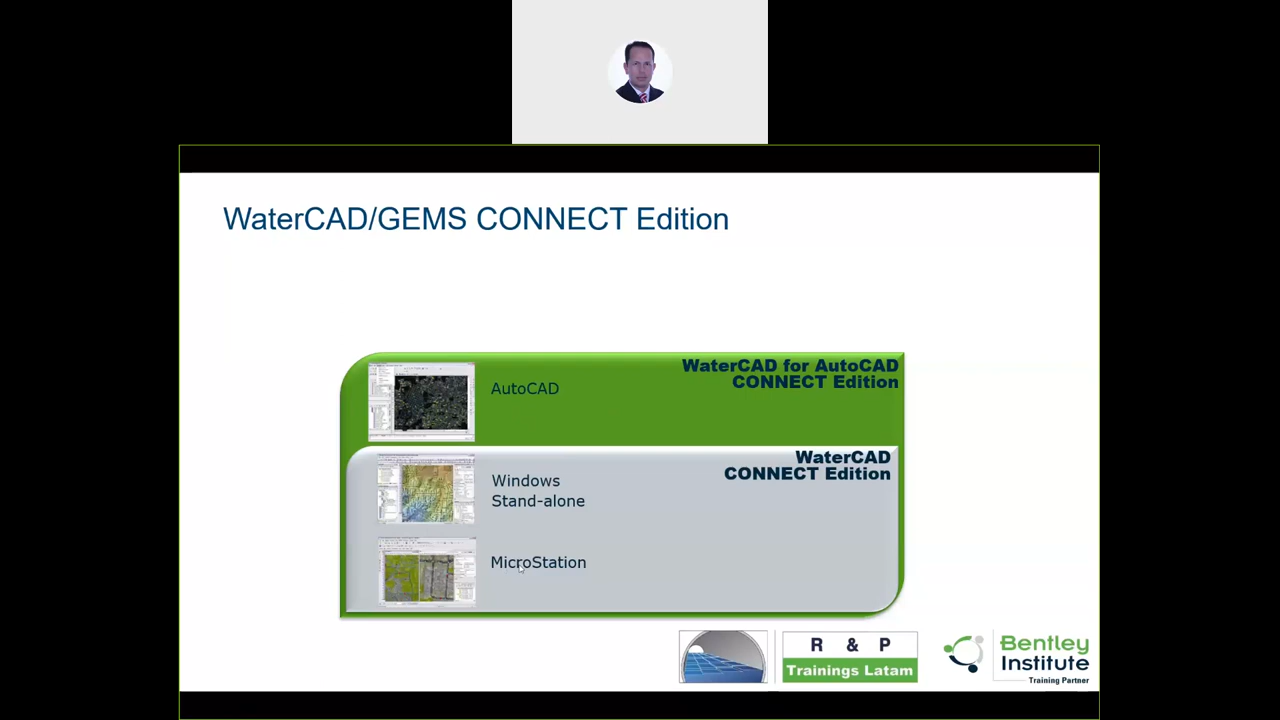 WaterCAD/GEMS CONNECT Edition
WaterCAD for AutoCAD
CONNECT Edition
AutoCAD
WaterCAD
CONNECT Edition
Windows
Stand-alone
MicroStation
R & P
Trainings Latam
Bentley
Institute
Training Partner